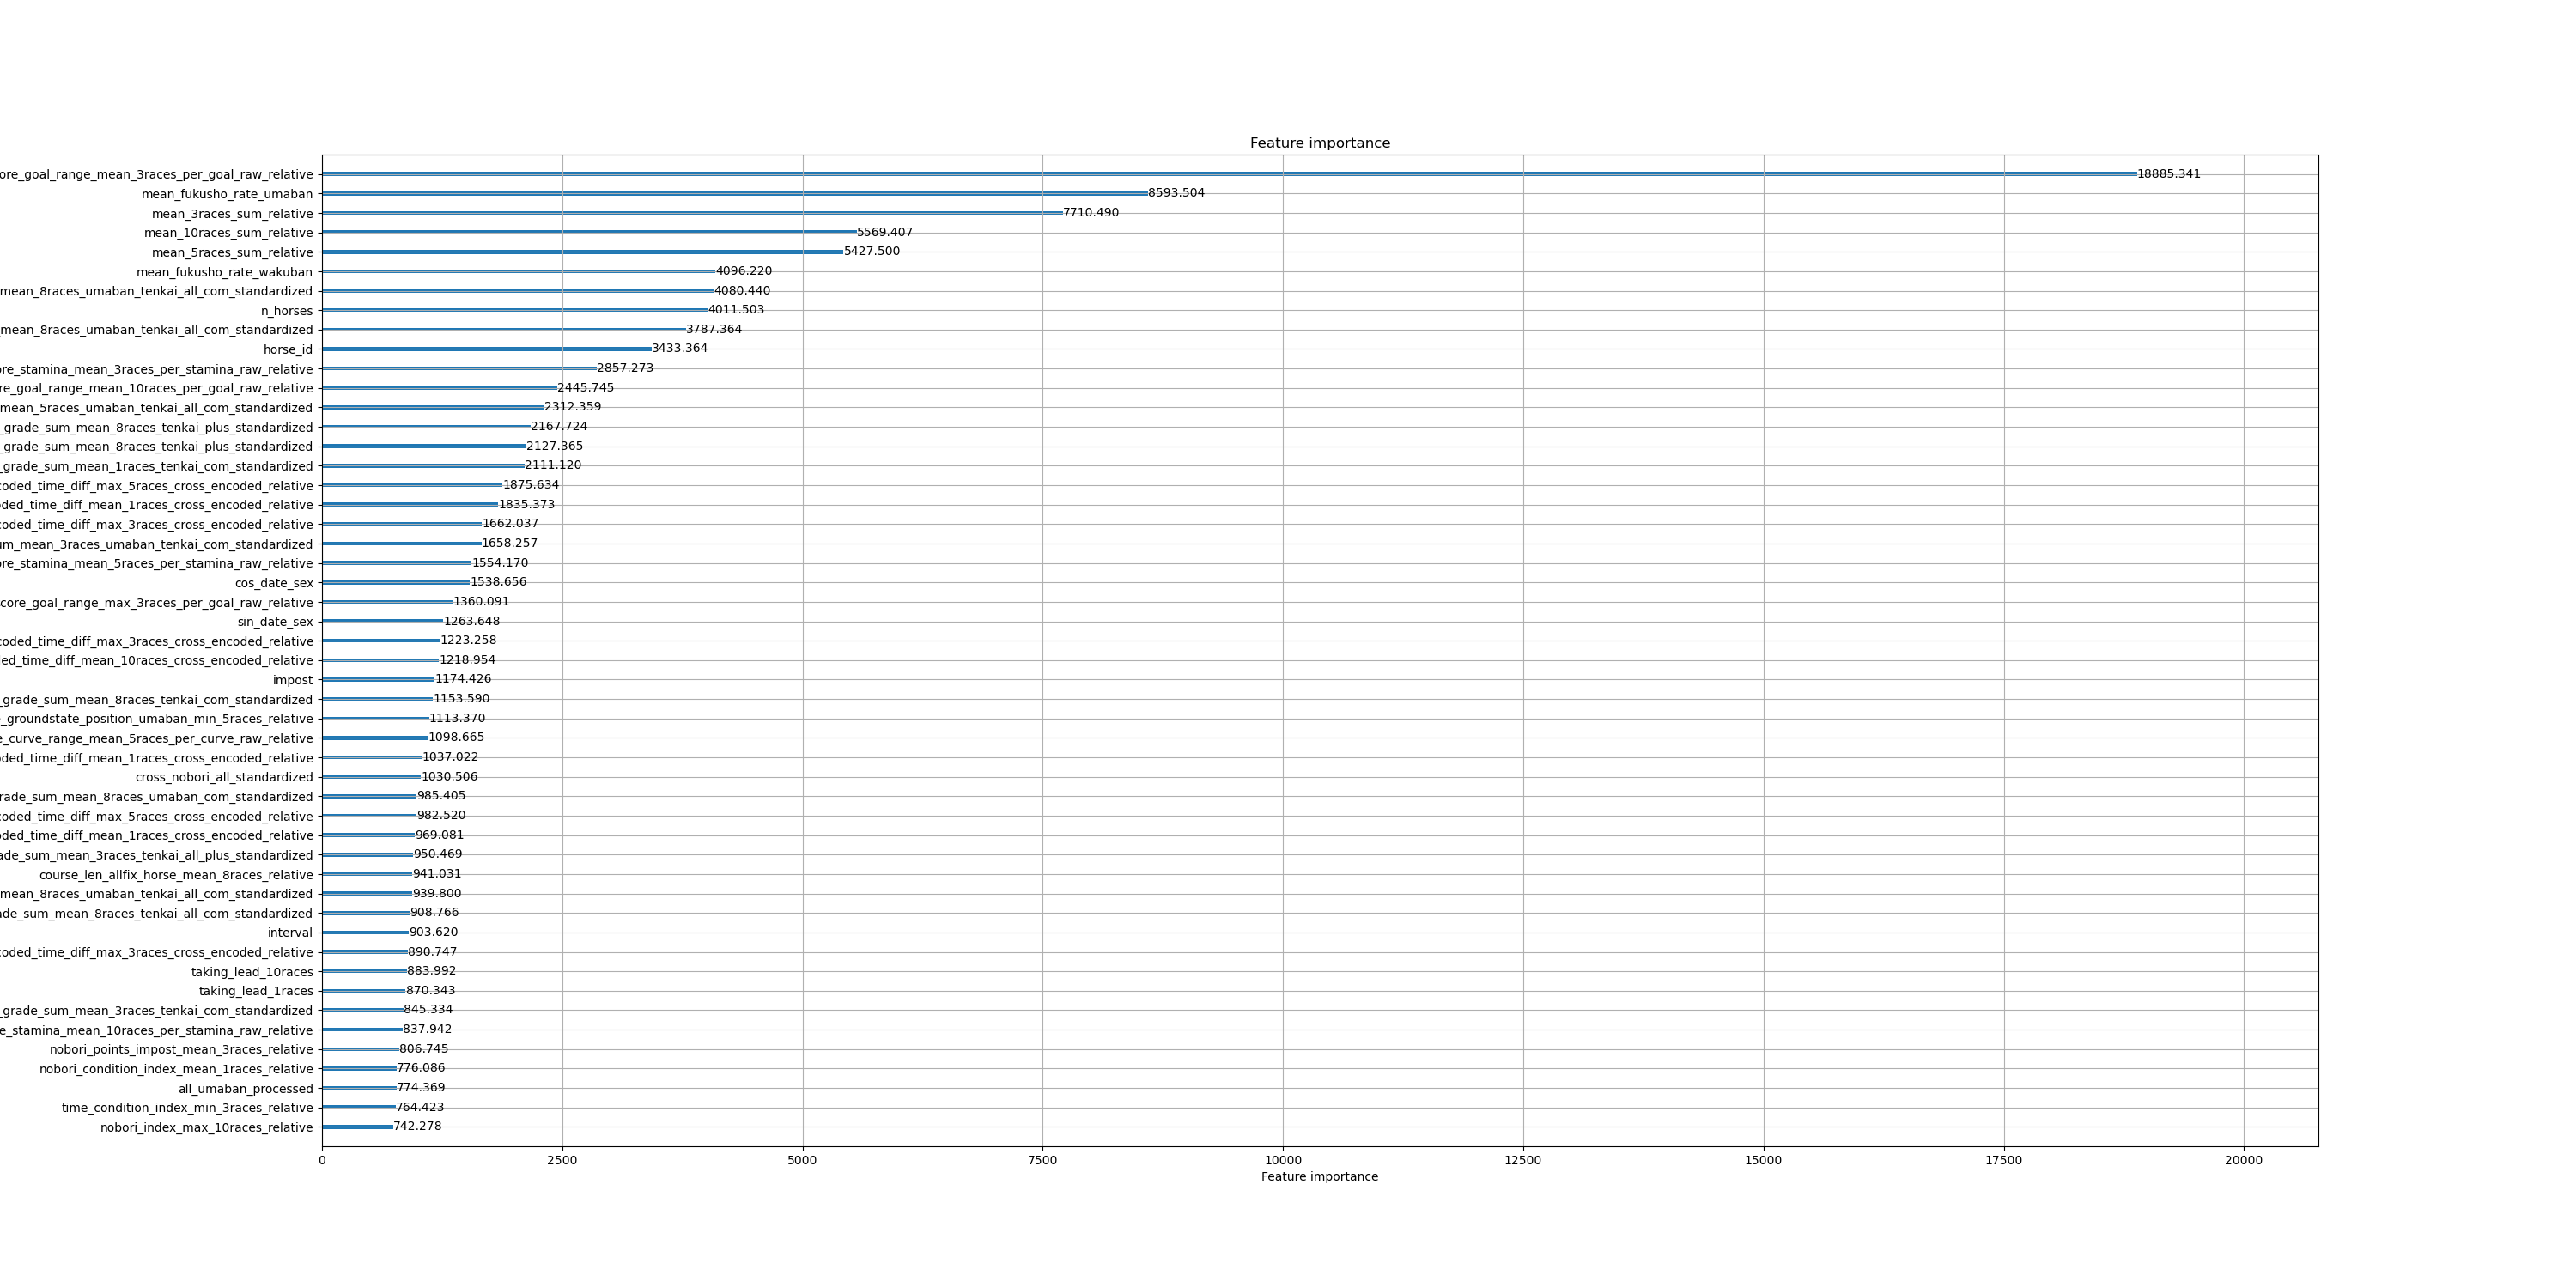 Feature importance
ore_goal_range_mean_3races_per_goal_raw_relative 18885.341
mean_fukusho_rate_umaban 8593.504
mean_3races_sum_relative 7710.490
mean_10races_sum_relative 5569.407
mean_5races_sum_relative 5427.500
mean_fukusho_rate_wakuban 4096.220
mean_8races_umaban_tenkai_all_com_standardized 4080.440
n_horses 4011.503
mean_8races_umaban_tenkai_all_com_standardized 3787.364
horse_id 3433.364
ore_stamina_mean_3races_per_stamina_raw_relative 2857.273
re_goal_range_mean_10races_per_goal_raw_relative 2445.745
mean_5races_umaban_tenkai_all_com_standardized 2312.359
_grade_sum_mean_8races_tenkai_plus_standardized 2167.724
_grade_sum_mean_8races_tenkai_plus_standardized 2127.365
_grade_sum_mean_1races_tenkai_com_standardized 2111.120
coded_time_diff_max_5races_cross_encoded_relative 1875.634
ded_time_diff_mean_1races_cross_encoded_relative 1835.373
coded_time_diff_max_3races_cross_encoded_relative 1662.037
um_mean_3races_umaban_tenkai_com_standardized 1658.257
ore_stamina_mean_5races_per_stamina_raw_relative 1554.170
cos_date_sex 1538.656
core_goal_range_max_3races_per_goal_raw_relative 1360.091
sin_date_sex 1263.648
coded_time_diff_max_3races_cross_encoded_relative 1223.258
ed_time_diff_mean_10races_cross_encoded_relative 1218.954
impost 1174.426
_grade_sum_mean_8races_tenkai_com_standardized 1153.590
_groundstate_position_umaban_min_5races_relative 1113.370
e_curve_range_mean_5races_per_curve_raw_relative 1098.665
ded_time_diff_mean_1races_cross_encoded_relative 1037.022
cross_nobori_all_standardized 1030.506
rade_sum_mean_8races_umaban_com_standardized 985.405
coded_time_diff_max_5races_cross_encoded_relative 982.520
ded_time_diff_mean_1races_cross_encoded_relative 969.081
ade_sum_mean_3races_tenkai_all_plus_standardized 950.469
course_len_allfix_horse_mean_8races_relative 941.031
mean_8races_umaban_tenkai_all_com_standardized 939.800
ade_sum_mean_8races_tenkai_all_com_standardized 908.766
interval 903.620
coded_time_diff_max_3races_cross_encoded_relative 890.747
taking_lead_10races 883.992
taking_lead_1races 870.343
_grade_sum_mean_3races_tenkai_com_standardized 845.334
e_stamina_mean_10races_per_stamina_raw_relative 837.942
nobori_points_impost_mean_3races_relative 806.745
nobori_condition_index_mean_1races_relative 776.086
all_umaban_processed 774.369
time_condition_index_min_3races_relative 764.423
nobori_index_max_10races_relative 742.278
0 2500 5000 7500 10000 12500 15000 17500 20000
Feature importance